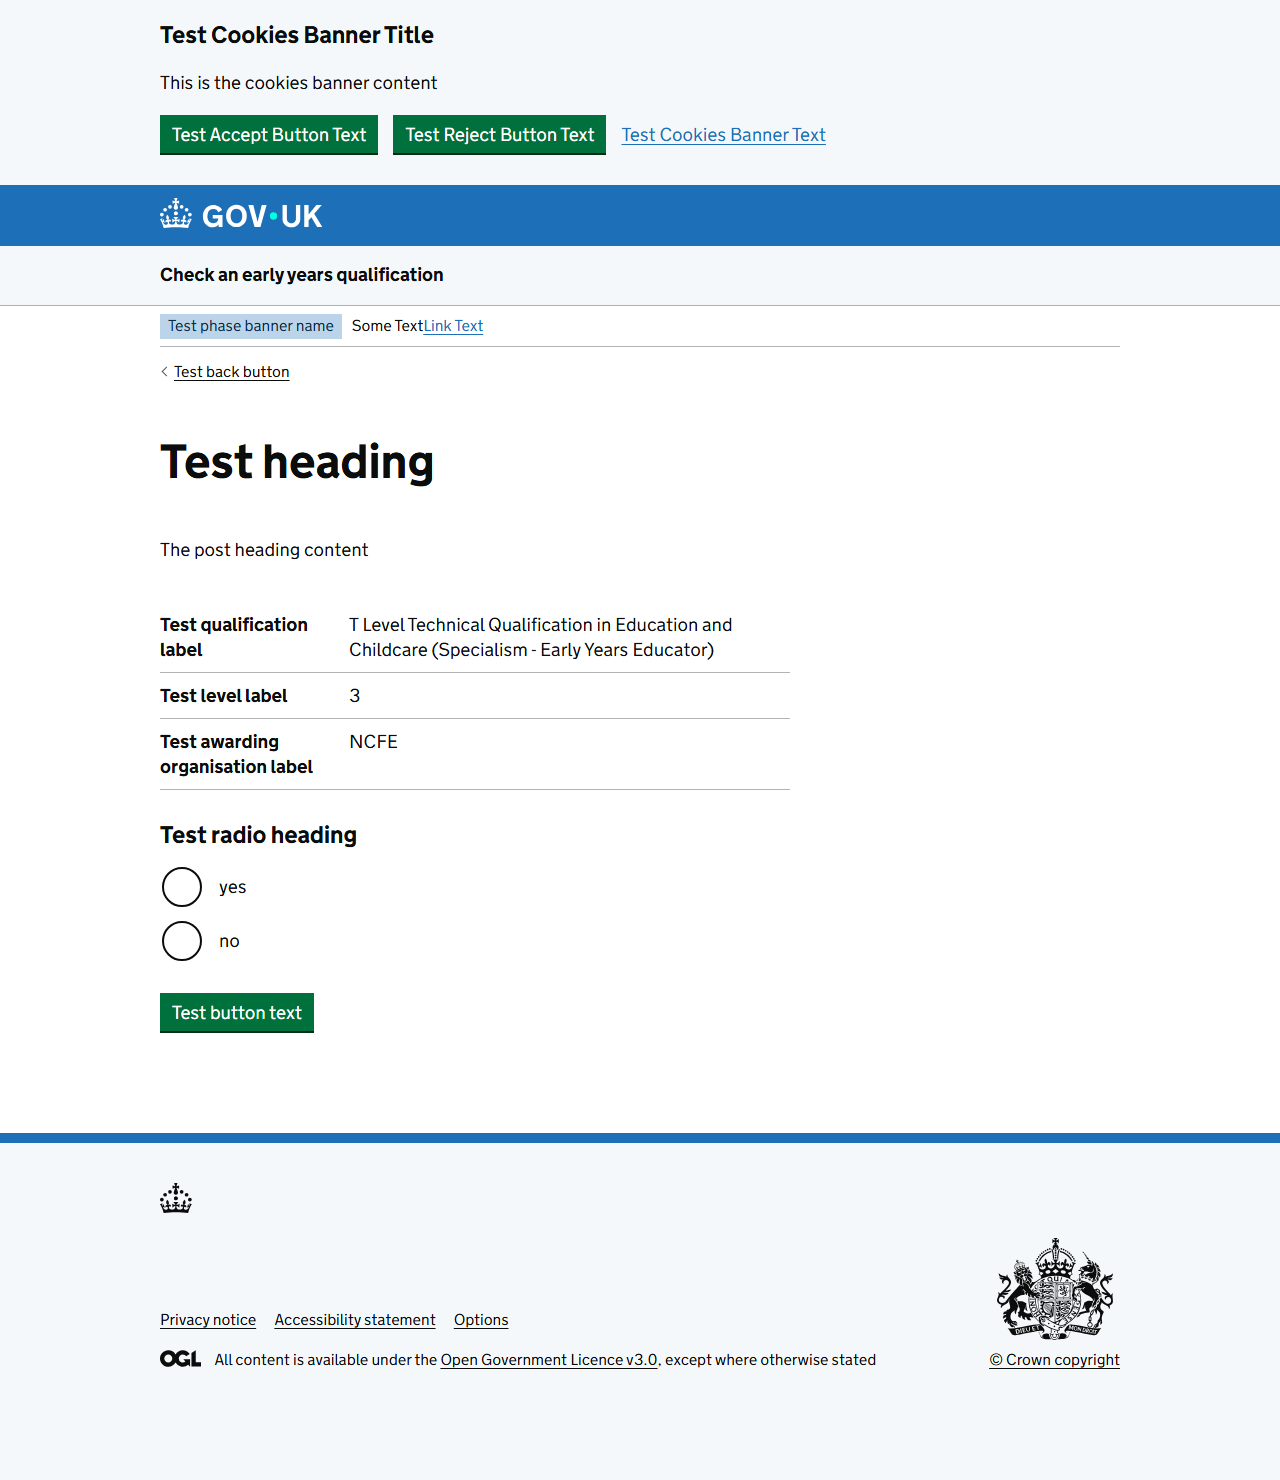 Test Cookies Banner Title
This is the cookies banner content
Test Accept Button Text
Test Reject Button Text
Test Cookies Banner Text
GOV·UK
Check an early years qualification
Test phase banner name
Some TextLink Text
Test back button
Test heading
The post heading content
Test qualification
label
T Level Technical Qualification in Education and
Childcare (Specialism - Early Years Educator)
Test level label
3
Test awarding
organisation label
NCFE
Test radio heading
yes
no
Test button text
Privacy notice
Accessibility statement
Options
OGL
All content is available under the Open Government Licence v3.0, except where otherwise stated
© Crown copyright